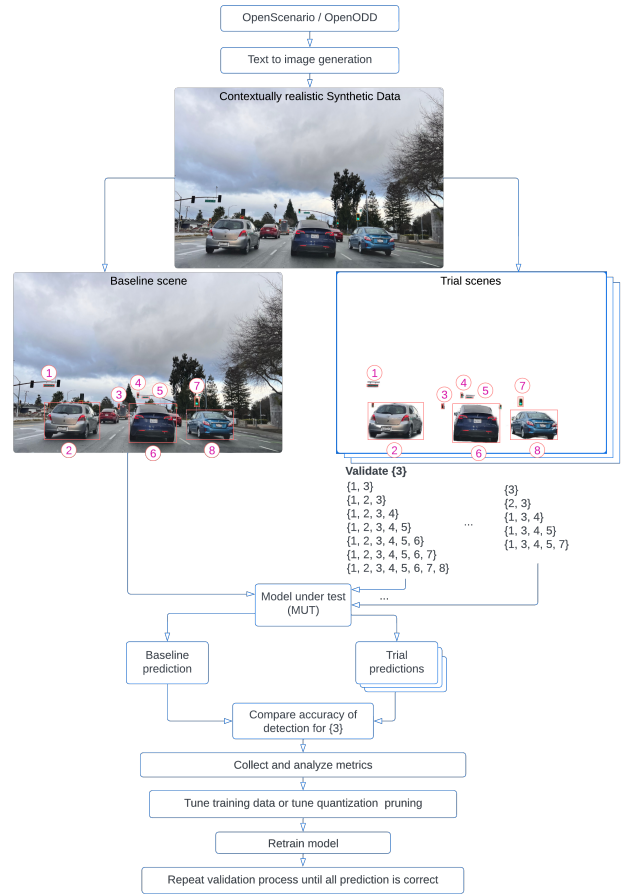 OpenScenario / OpenODD
Text to image generation
Contextually realistic Synthetic Data
Baseline scene
Trial scenes
1
4
3
5
7
2
6
8
1
4
3
5
7
2
6
8
Validate {3}
{1, 3}
{1, 2, 3}
{1, 2, 3, 4}
{1, 2, 3, 4, 5}
{1, 2, 3, 4, 5, 6}
{1, 2, 3, 4, 5, 6, 7}
{1, 2, 3, 4, 5, 6, 7, 8}
...
{3}
{2, 3}
{1, 3, 4}
{1, 3, 4, 5}
{1, 3, 4, 5, 7}
...
Model under test
(MUT)
Baseline
prediction
Trial
predictions
Compare accuracy of
detection for {3}
Collect and analyze metrics
Tune training data or tune quantization pruning
Retrain model
Repeat validation process until all prediction is correct